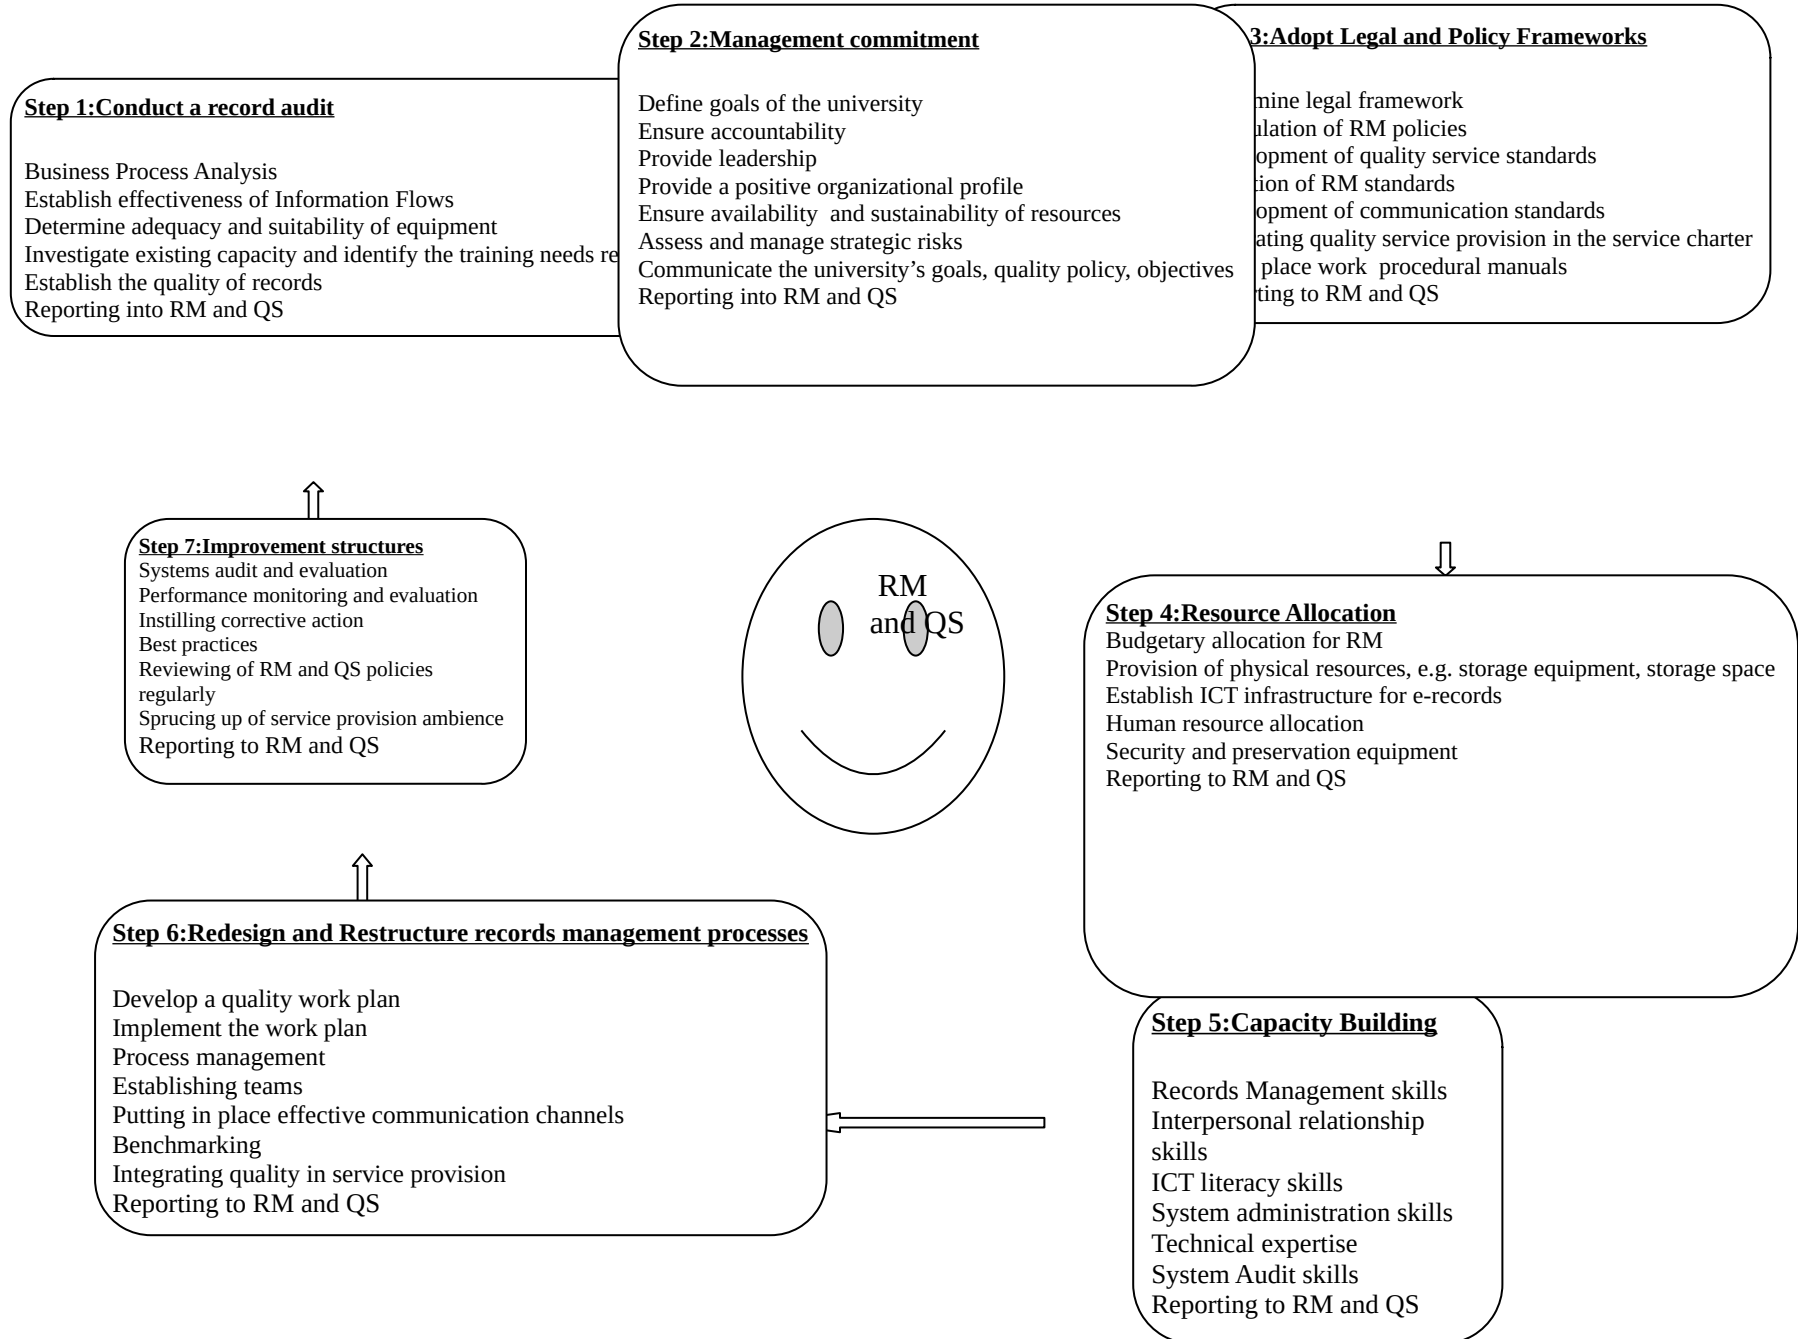 Step 1:Conduct a record audit
Business Process Analysis
Establish effectiveness of Information Flows
Determine adequacy and suitability of equipment
Investigate existing capacity and identify the training needs
Establish the quality of records
Reporting into RM and QS
Step 2:Management commitment
Define goals of the university
Ensure accountability
Provide leadership
Provide a positive organizational profile
Ensure availability and sustainability of resources
Assess and manage strategic risks
Communicate the university’s goals, quality policy, objectives
Reporting into RM and QS
3:Adopt Legal and Policy Frameworks
legal framework
of RM policies
of quality service standards
of RM standards
of communication standards
quality service provision in the service charter
place work procedural manuals
to RM and QS
RM
and QS
Step 4:Resource Allocation
Budgetary allocation for RM
Provision of physical resources, e.g. storage equipment, storage space
Establish ICT infrastructure for e-records
Human resource allocation
Security and preservation equipment
Reporting to RM and QS
Step 5:Capacity Building
Records Management skills
Interpersonal relationship
skills
ICT literacy skills
System administration skills
Technical expertise
System Audit skills
Reporting to RM and QS
Step 6:Redesign and Restructure records management processes
Develop a quality work plan
Implement the work plan
Process management
Establishing teams
Putting in place effective communication channels
Benchmarking
Integrating quality in service provision
Reporting to RM and QS
Step 7:Improvement structures
Systems audit and evaluation
Performance monitoring and evaluation
Instilling corrective action
Best practices
Reviewing of RM and QS policies
regularly
Sprucing up of service provision ambience
Reporting to RM and QS